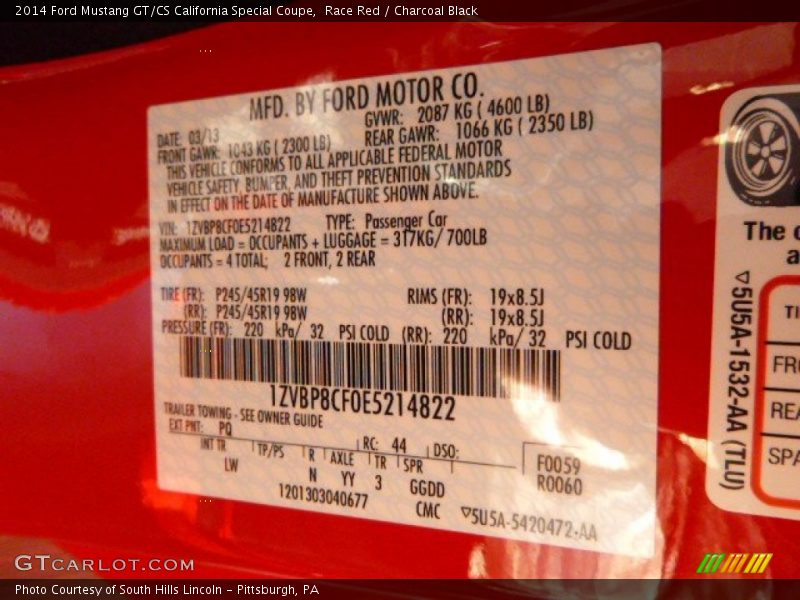 2014 Ford Mustang GT/CS California Special Coupe, Race Red / Charcoal Black
MFD. BY FORD MOTOR CO.
DATE: 03/13 GVWR: 2087 KG ( 4600 LB)
FRONT GAWR: 1043 KG ( 2300 LB) REAR GAWR: 1066 KG ( 2350 LB)
THIS VEHICLE CONFORMS TO ALL APPLICABLE FEDERAL MOTOR
VEHICLE SAFETY, BUMPER, AND THEFT PREVENTION STANDARDS
IN EFFECT ON THE DATE OF MANUFACTURE SHOWN ABOVE.
VIN: 1ZVBP8CF0E5214822 TYPE: Passenger Car
MAXIMUM LOAD = OCCUPANTS + LUGGAGE = 317KG/ 700LB
OCCUPANTS = 4 TOTAL; 2 FRONT, 2 REAR
TIRE (FR): P245/45R19 98W RIMS (FR): 19x8.5J
(RR): P245/45R19 98W (RR): 19x8.5J
PRESSURE (FR): 220 kPa/ 32 PSI COLD (RR): 220 kPa/ 32 PSI COLD
1ZVBP8CF0E5214822
TRAILER TOWING - SEE OWNER GUIDE
EXT PNT: PQ RC: 44 DSO:
INT TR TP/PS R AXLE TR SPR
LW N YY 3 GGDD
F0059
R0060
1201303040677 CMC
▽5U5A-5420472-AA
The
▽5U5A-1532-AA (TLU)
GTCARLOT.COM
Photo Courtesy of South Hills Lincoln - Pittsburgh, PA